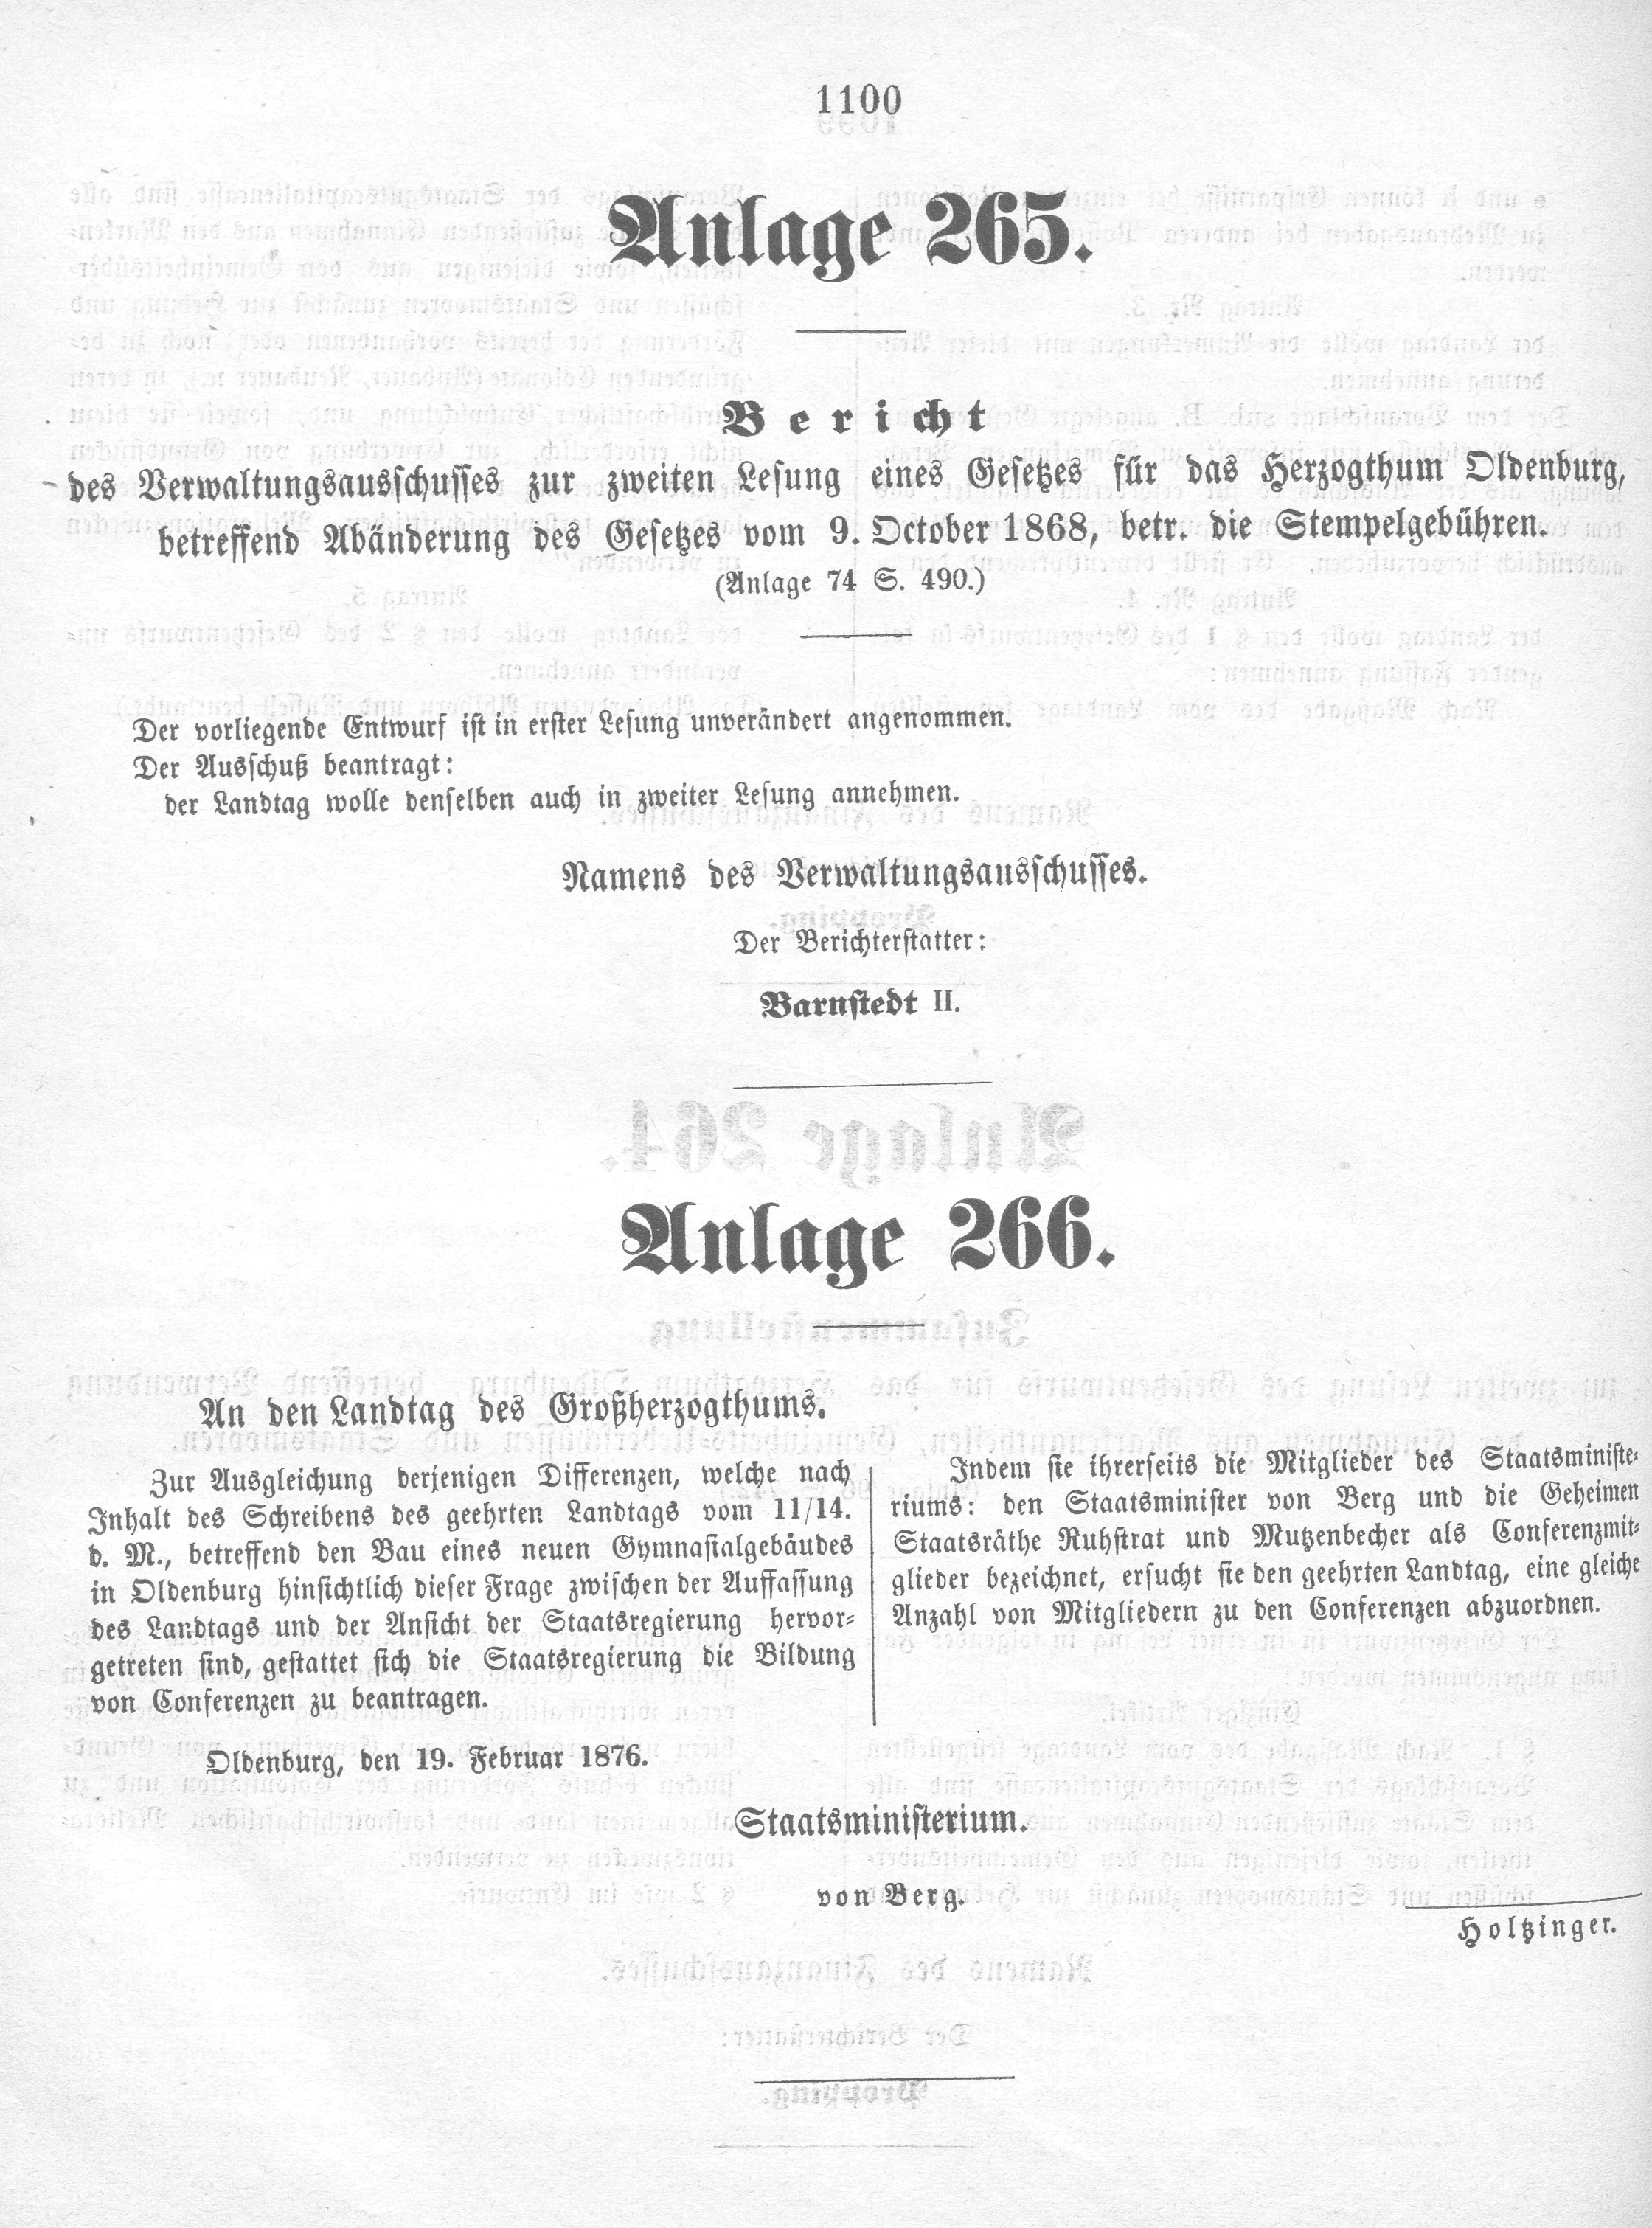 1100
Anlage 265.
Bericht
des Verwaltungsausschusses zur zweiten Lesung eines Gesetzes für das Herzogthum Oldenburg,
betreffend Abänderung des Gesetzes vom 9. October 1868, betr. die Stempelgebühren.
(Anlage 74 S. 490.)
Der vorliegende Entwurf ist in erster Lesung unverändert angenommen.
Der Ausschuß beantragt:
der Landtag wolle denselben auch in zweiter Lesung annehmen.
Namens des Verwaltungsausschusses.
Der Berichterstatter:
Barnstedt II.
Anlage 266.
An den Landtag des Großherzogthums.
Zur Ausgleichung derjenigen Differenzen, welche nach
Inhalt des Schreibens des geehrten Landtags vom 11/14.
d. M., betreffend den Bau eines neuen Gymnasialgebäudes
in Oldenburg hinsichtlich dieser Frage zwischen der Auffassung
des Landtags und der Ansicht der Staatsregierung hervor-
getreten sind, gestattet sich die Staatsregierung die Bildung
von Conferenzen zu beantragen.
Indem sie ihrerseits die Mitglieder des Staatsministe-
riums: den Staatsminister von Berg und die Geheimen
Staatsräthe Ruhstrat und Mutzenbecher als Conferenzmit-
glieder bezeichnet, ersucht sie den geehrten Landtag, eine gleiche
Anzahl von Mitgliedern zu den Conferenzen abzuordnen.
Oldenburg, den 19. Februar 1876.
Staatsministerium.
von Berg.
Holtzinger.